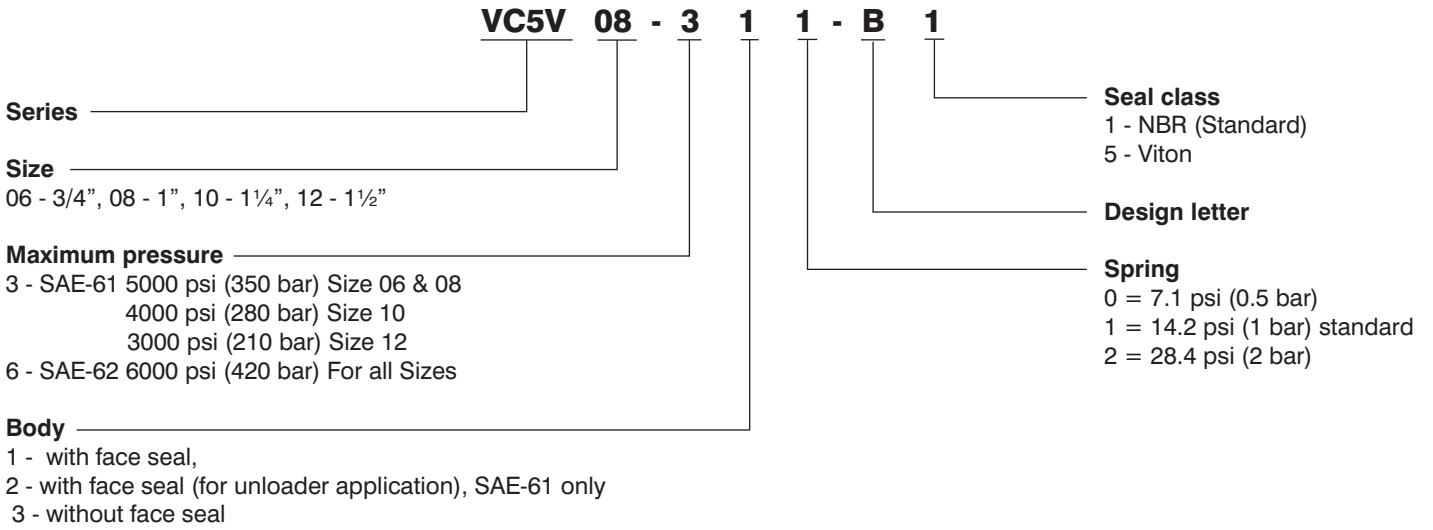 VC5V 08 - 3 1 1 - B 1
Series
Size
06 - 3/4”, 08 - 1”, 10 - 1¼”, 12 - 1½”
Maximum pressure
3 - SAE-61 5000 psi (350 bar) Size 06 & 08
4000 psi (280 bar) Size 10
3000 psi (210 bar) Size 12
6 - SAE-62 6000 psi (420 bar) For all Sizes
Body
1 - with face seal,
2 - with face seal (for unloader application), SAE-61 only
3 - without face seal
Seal class
1 - NBR (Standard)
5 - Viton
Design letter
Spring
0 = 7.1 psi (0.5 bar)
1 = 14.2 psi (1 bar) standard
2 = 28.4 psi (2 bar)